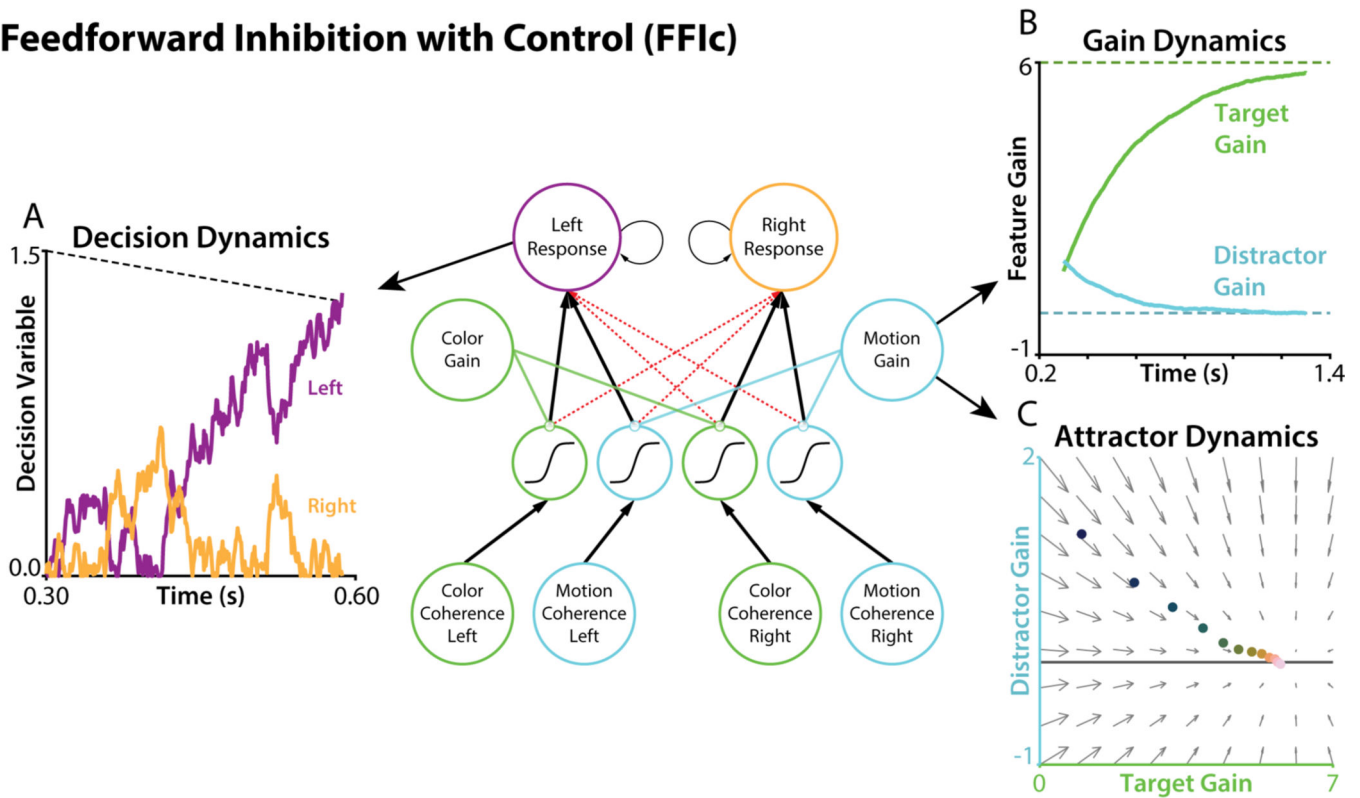 Feedforward Inhibition with Control (FFIc)
A
Decision Dynamics
1.5
Decision Variable
Left
Right
0.0
0.30
Time (s)
0.60
Left
Response
Right
Response
Color
Gain
Motion
Gain
Color
Coherence
Left
Motion
Coherence
Left
Color
Coherence
Right
Motion
Coherence
Right
B
Gain Dynamics
6
Feature Gain
Target
Gain
Distractor
Gain
-1
0.2
Time (s)
1.4
C
Attractor Dynamics
2
Distractor Gain
-1
0
Target Gain
7